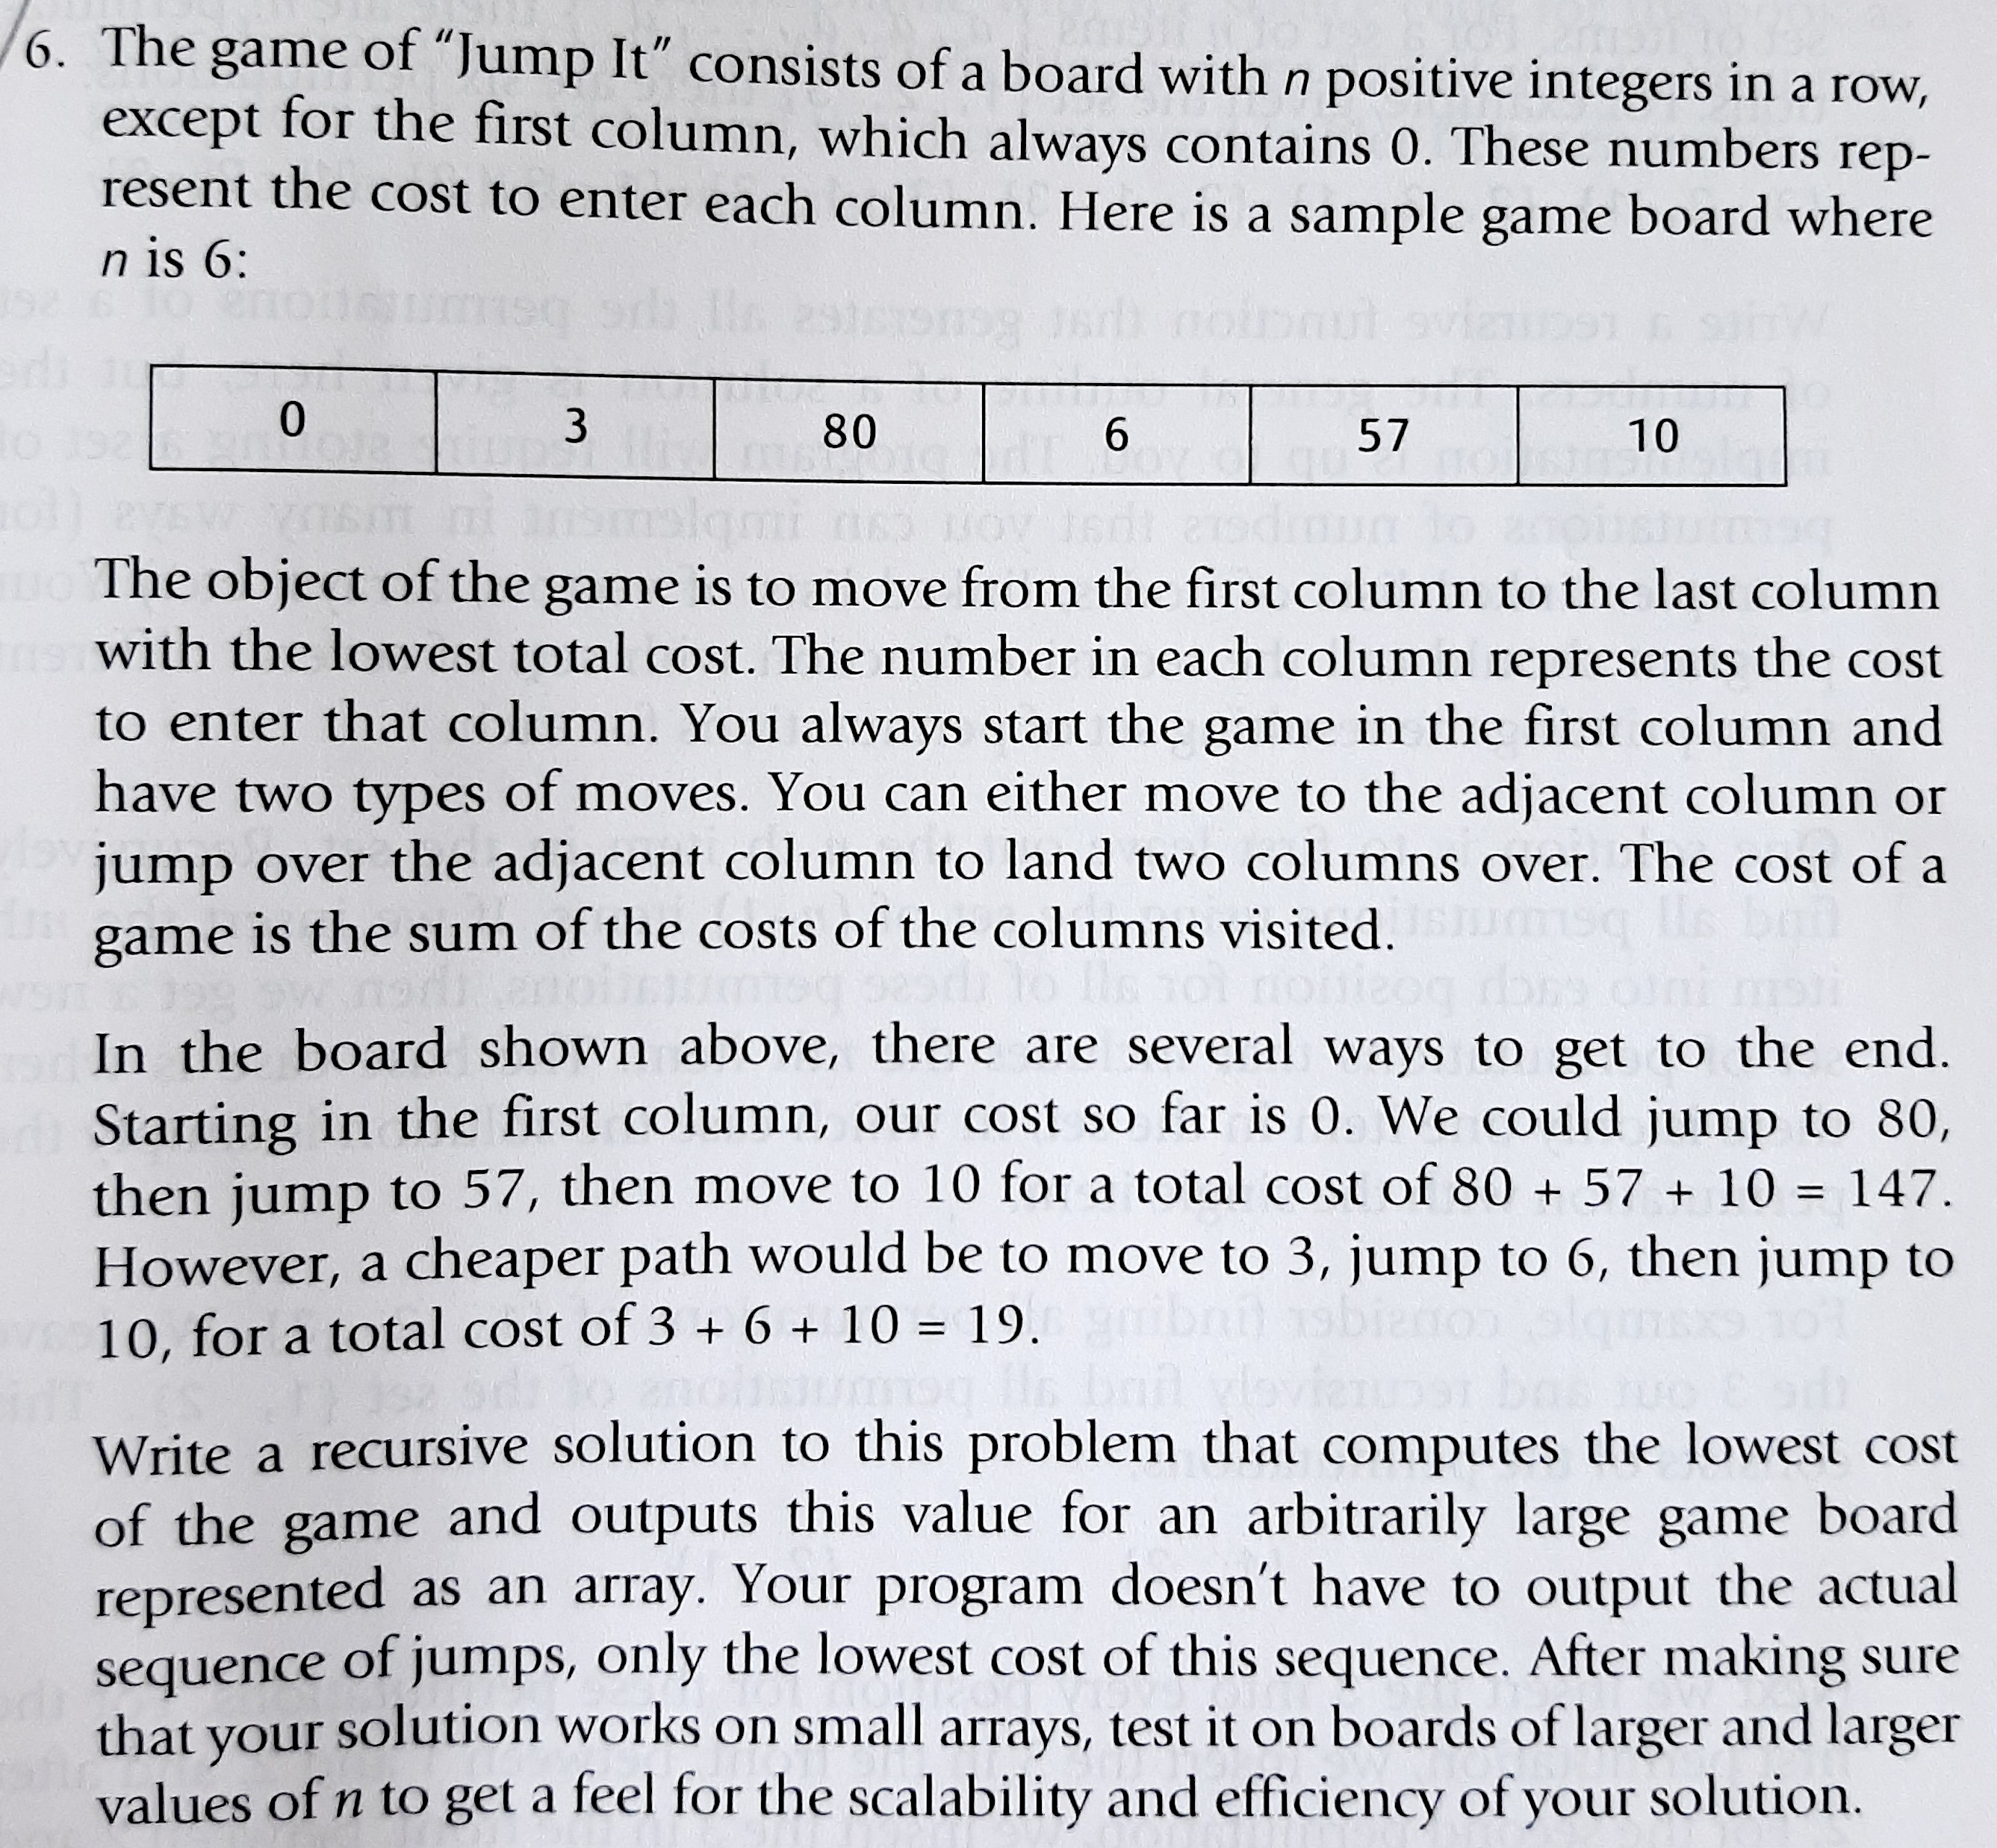 6. The game of “Jump It” consists of a board with n positive integers in a row,
except for the first column, which always contains 0. These numbers rep-
resent the cost to enter each column. Here is a sample game board where
n is 6:
0 3 80 6 57 10
The object of the game is to move from the first column to the last column
with the lowest total cost. The number in each column represents the cost
to enter that column. You always start the game in the first column and
have two types of moves. You can either move to the adjacent column or
jump over the adjacent column to land two columns over. The cost of a
game is the sum of the costs of the columns visited.
In the board shown above, there are several ways to get to the end.
Starting in the first column, our cost so far is 0. We could jump to 80,
then jump to 57, then move to 10 for a total cost of 80 + 57 + 10 = 147.
However, a cheaper path would be to move to 3, jump to 6, then jump to
10, for a total cost of 3 + 6 + 10 = 19.
Write a recursive solution to this problem that computes the lowest cost
of the game and outputs this value for an arbitrarily large game board
represented as an array. Your program doesn’t have to output the actual
sequence of jumps, only the lowest cost of this sequence. After making sure
that your solution works on small arrays, test it on boards of larger and larger
values of n to get a feel for the scalability and efficiency of your solution.